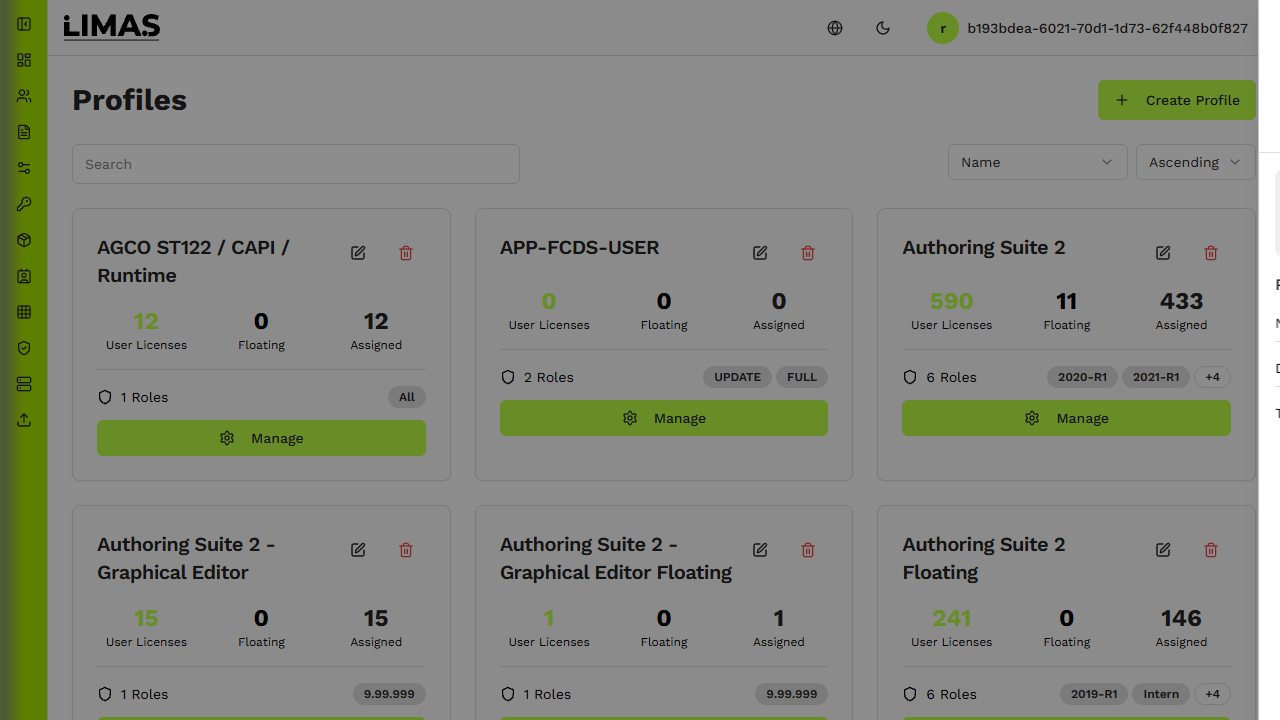 LIMAS
r b193bdea-6021-70d1-1d73-62f448b0f827
Profiles
Create Profile
Search
Name
Ascending
AGCO ST122 / CAPI /
Runtime
12 0 12
User Licenses Floating Assigned
1 Roles All
Manage
APP-FCDS-USER
0 0 0
User Licenses Floating Assigned
2 Roles UPDATE FULL
Manage
Authoring Suite 2
590 11 433
User Licenses Floating Assigned
6 Roles 2020-R1 2021-R1 +4
Manage
Authoring Suite 2 -
Graphical Editor
15 0 15
User Licenses Floating Assigned
1 Roles 9.99.999
Authoring Suite 2 -
Graphical Editor Floating
1 0 1
User Licenses Floating Assigned
1 Roles 9.99.999
Authoring Suite 2
Floating
241 0 146
User Licenses Floating Assigned
6 Roles 2019-R1 Intern +4